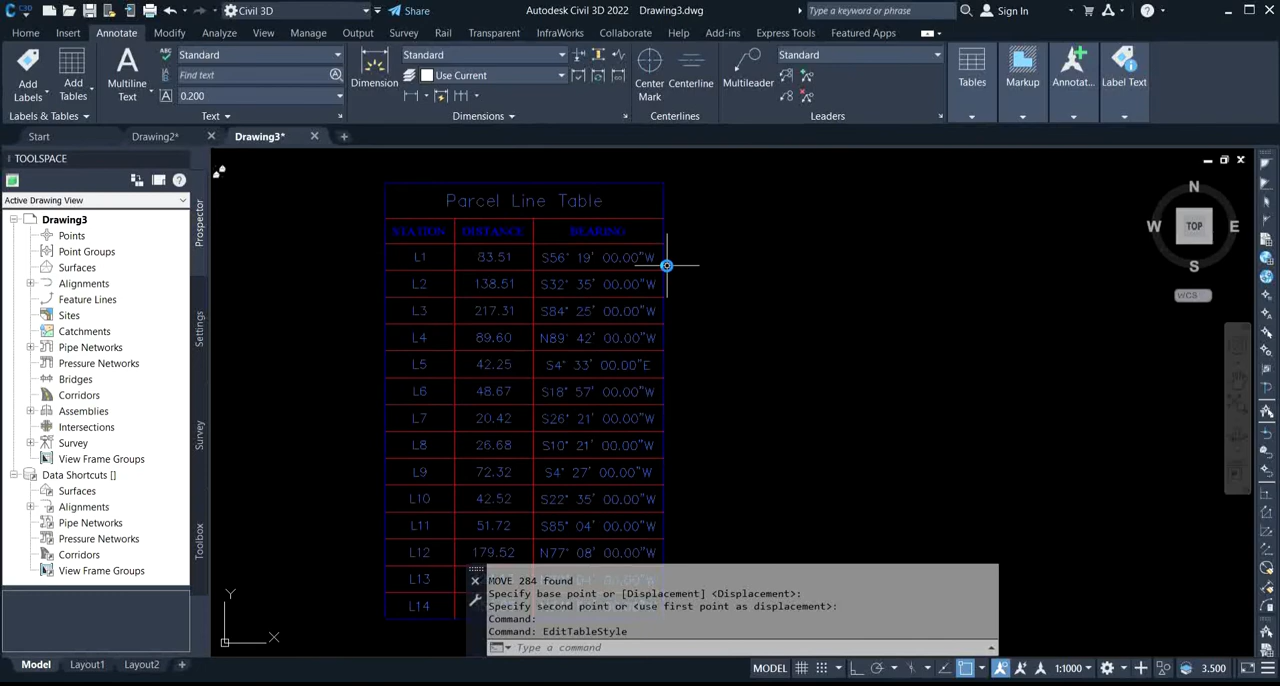 Civil 3D
Share
Autodesk Civil 3D 2022 Drawing3.dwg
Type a keyword or phrase
Sign In
Home Insert Annotate Modify Analyze View Manage Output Survey Rail Transparent InfraWorks Collaborate Help Add-ins Express Tools Featured Apps
Add Labels
Add Tables
Multiline Text
Standard
Find text
0.200
Dimension
Standard
Use Current
Center Mark
Centerline
Multileader
Standard
Tables
Markup
Annotat...
Label Text
Labels & Tables
Text
Dimensions
Centerlines
Leaders
Start
Drawing2*
Drawing3*
TOOLSPACE
Active Drawing View
Drawing3
Points
Point Groups
Surfaces
Alignments
Feature Lines
Sites
Catchments
Pipe Networks
Pressure Networks
Bridges
Corridors
Assemblies
Intersections
Survey
View Frame Groups
Data Shortcuts []
Surfaces
Alignments
Pipe Networks
Pressure Networks
Corridors
View Frame Groups
Prospector
Settings
Survey
Toolbox
Parcel Line Table
STATION DISTANCE BEARING
L1 83.51 S56° 19' 00.00"W
L2 138.51 S32° 35' 00.00"W
L3 217.31 S84° 25' 00.00"W
L4 89.60 N89° 42' 00.00"W
L5 42.25 S4° 33' 00.00"E
L6 48.67 S18° 57' 00.00"W
L7 20.42 S26° 21' 00.00"W
L8 26.68 S10° 21' 00.00"W
L9 72.32 S4° 27' 00.00"W
L10 42.52 S22° 35' 00.00"W
L11 51.72 S85° 04' 00.00"W
L12 179.52 N77° 08' 00.00"W
L13
L14
N
W TOP E
S
WCS
MOVE 284 found
Specify base point or [Displacement] <Displacement>:
Specify second point or <use first point as displacement>:
Command:
Command: EditTableStyle
Type a command
Y
X
Model Layout1 Layout2
MODEL
1:1000
3.500